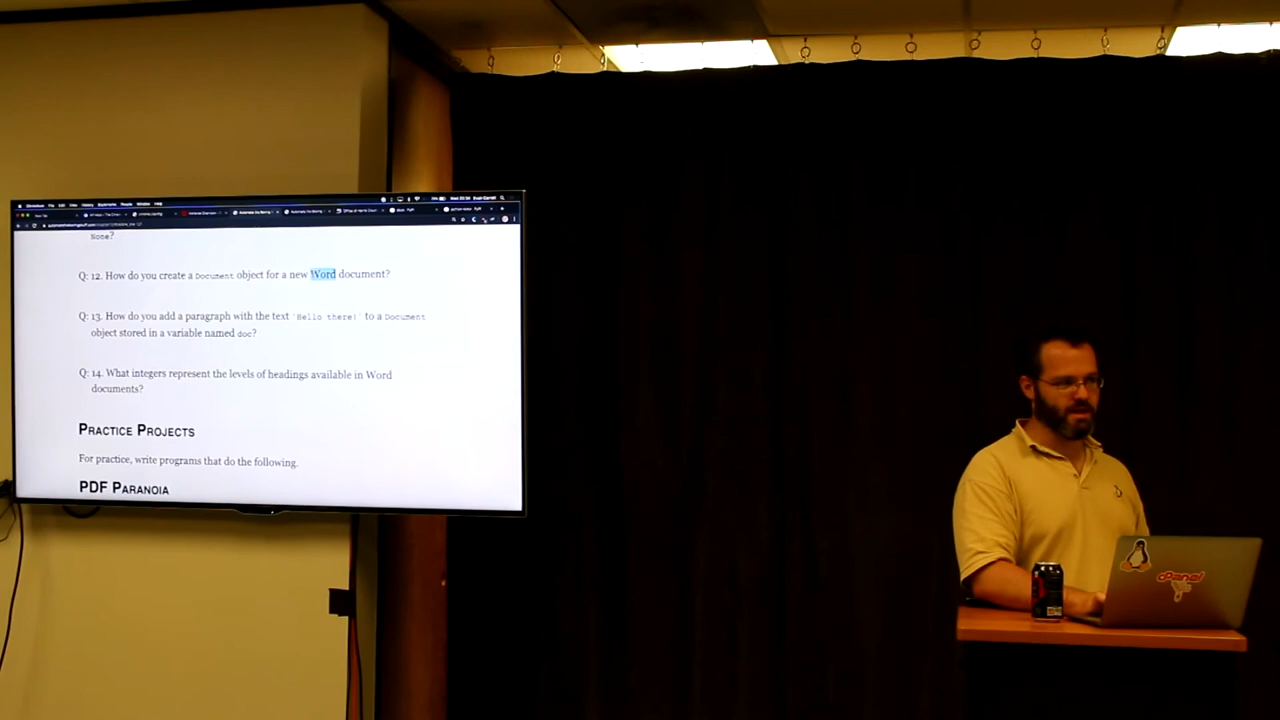 None?
Q: 12. How do you create a Document object for a new Word document?
Q: 13. How do you add a paragraph with the text 'Hello there!' to a Document
object stored in a variable named doc?
Q: 14. What integers represent the levels of headings available in Word
documents?
PRACTICE PROJECTS
For practice, write programs that do the following.
PDF PARANOIA
cPanel